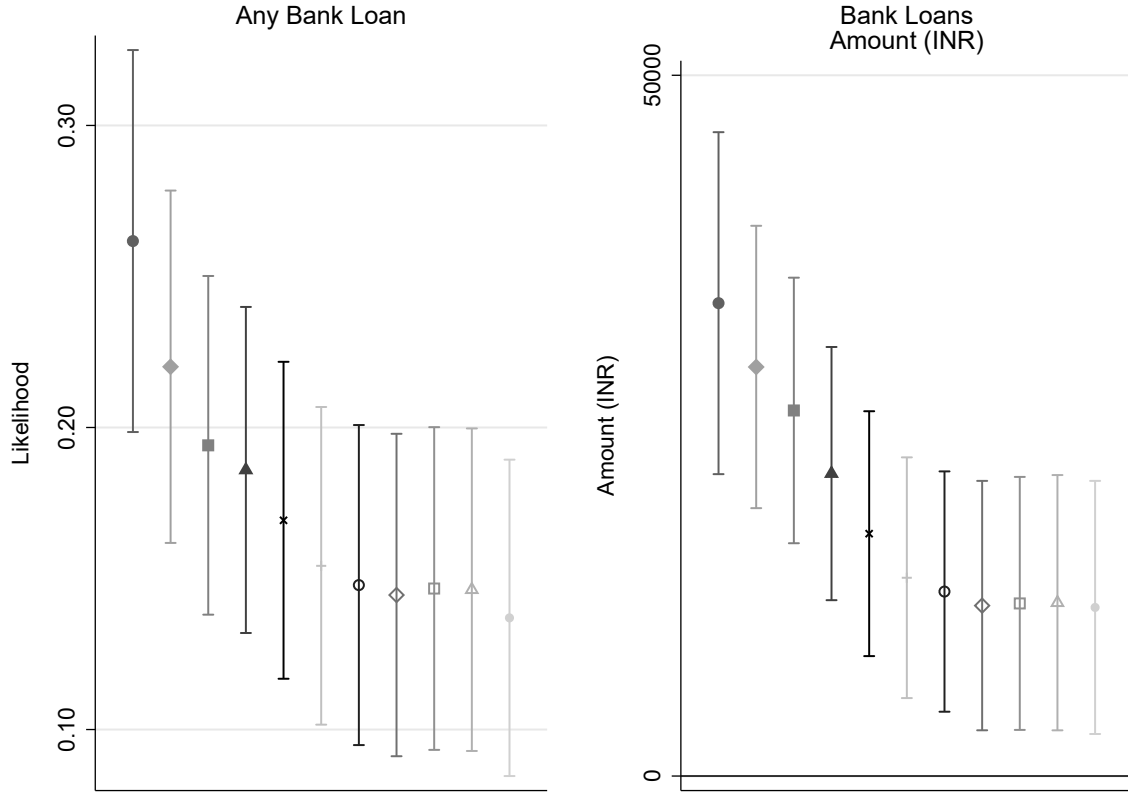 Any Bank Loan
Likelihood
0.30
0.20
0.10
Bank Loans
Amount (INR)
Amount (INR)
50000
0